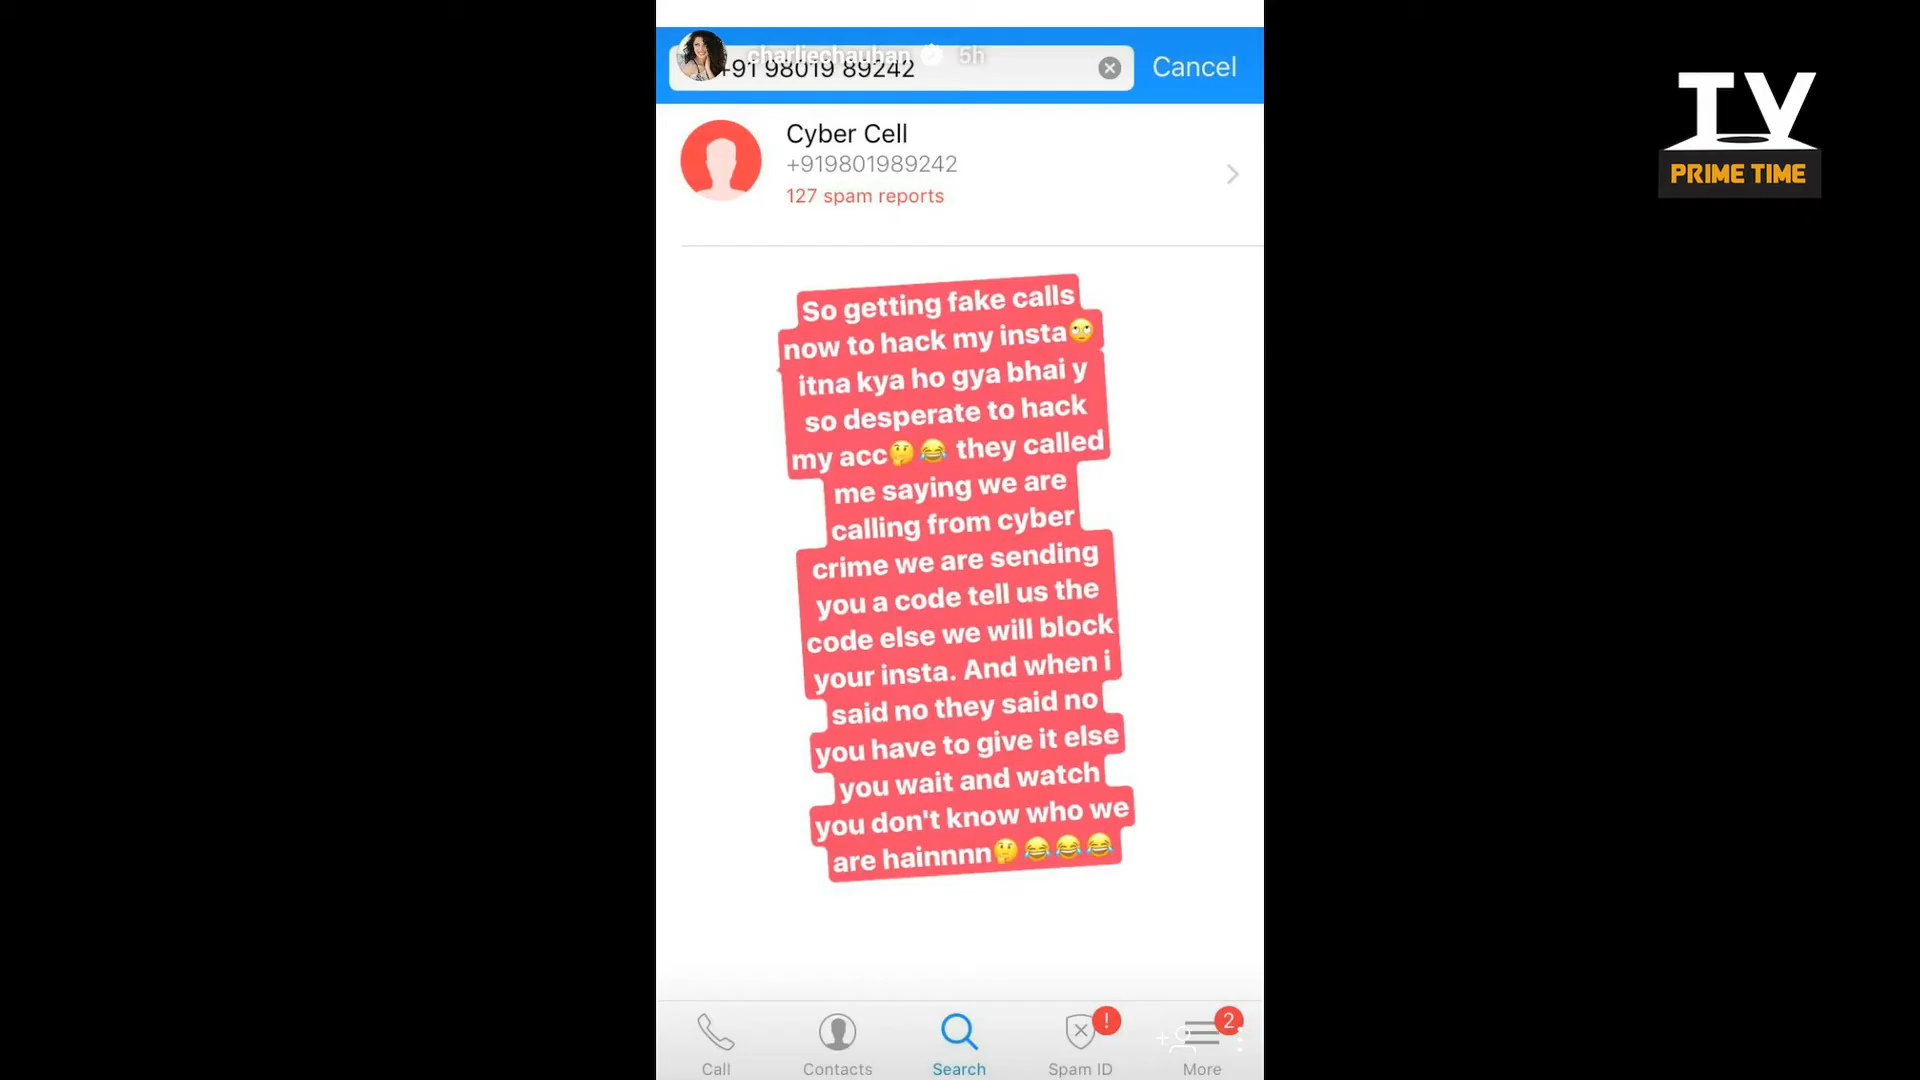 charliechauhan 5h
+91 98019 89242
Cancel
TV
PRIME TIME
Cyber Cell
+919801989242
127 spam reports
So getting fake calls
now to hack my insta🙄
itna kya ho gya bhai y
so desperate to hack
my acc🤔😂 they called
me saying we are
calling from cyber
crime we are sending
you a code tell us the
code else we will block
your insta. And when i
said no they said no
you have to give it else
you wait and watch
you don't know who we
are hainnnn🤔😂😂😂
!
2
Call
Contacts
Search
Spam ID
More